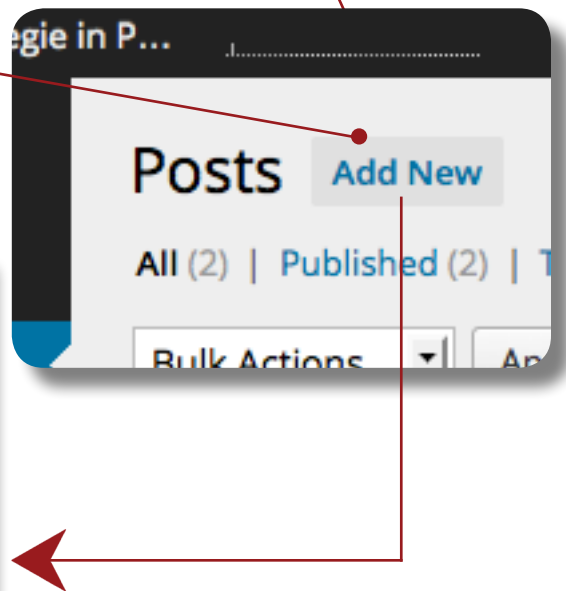 egie in P...
Posts Add New
All (2) | Published (2) |
Bulk Actions